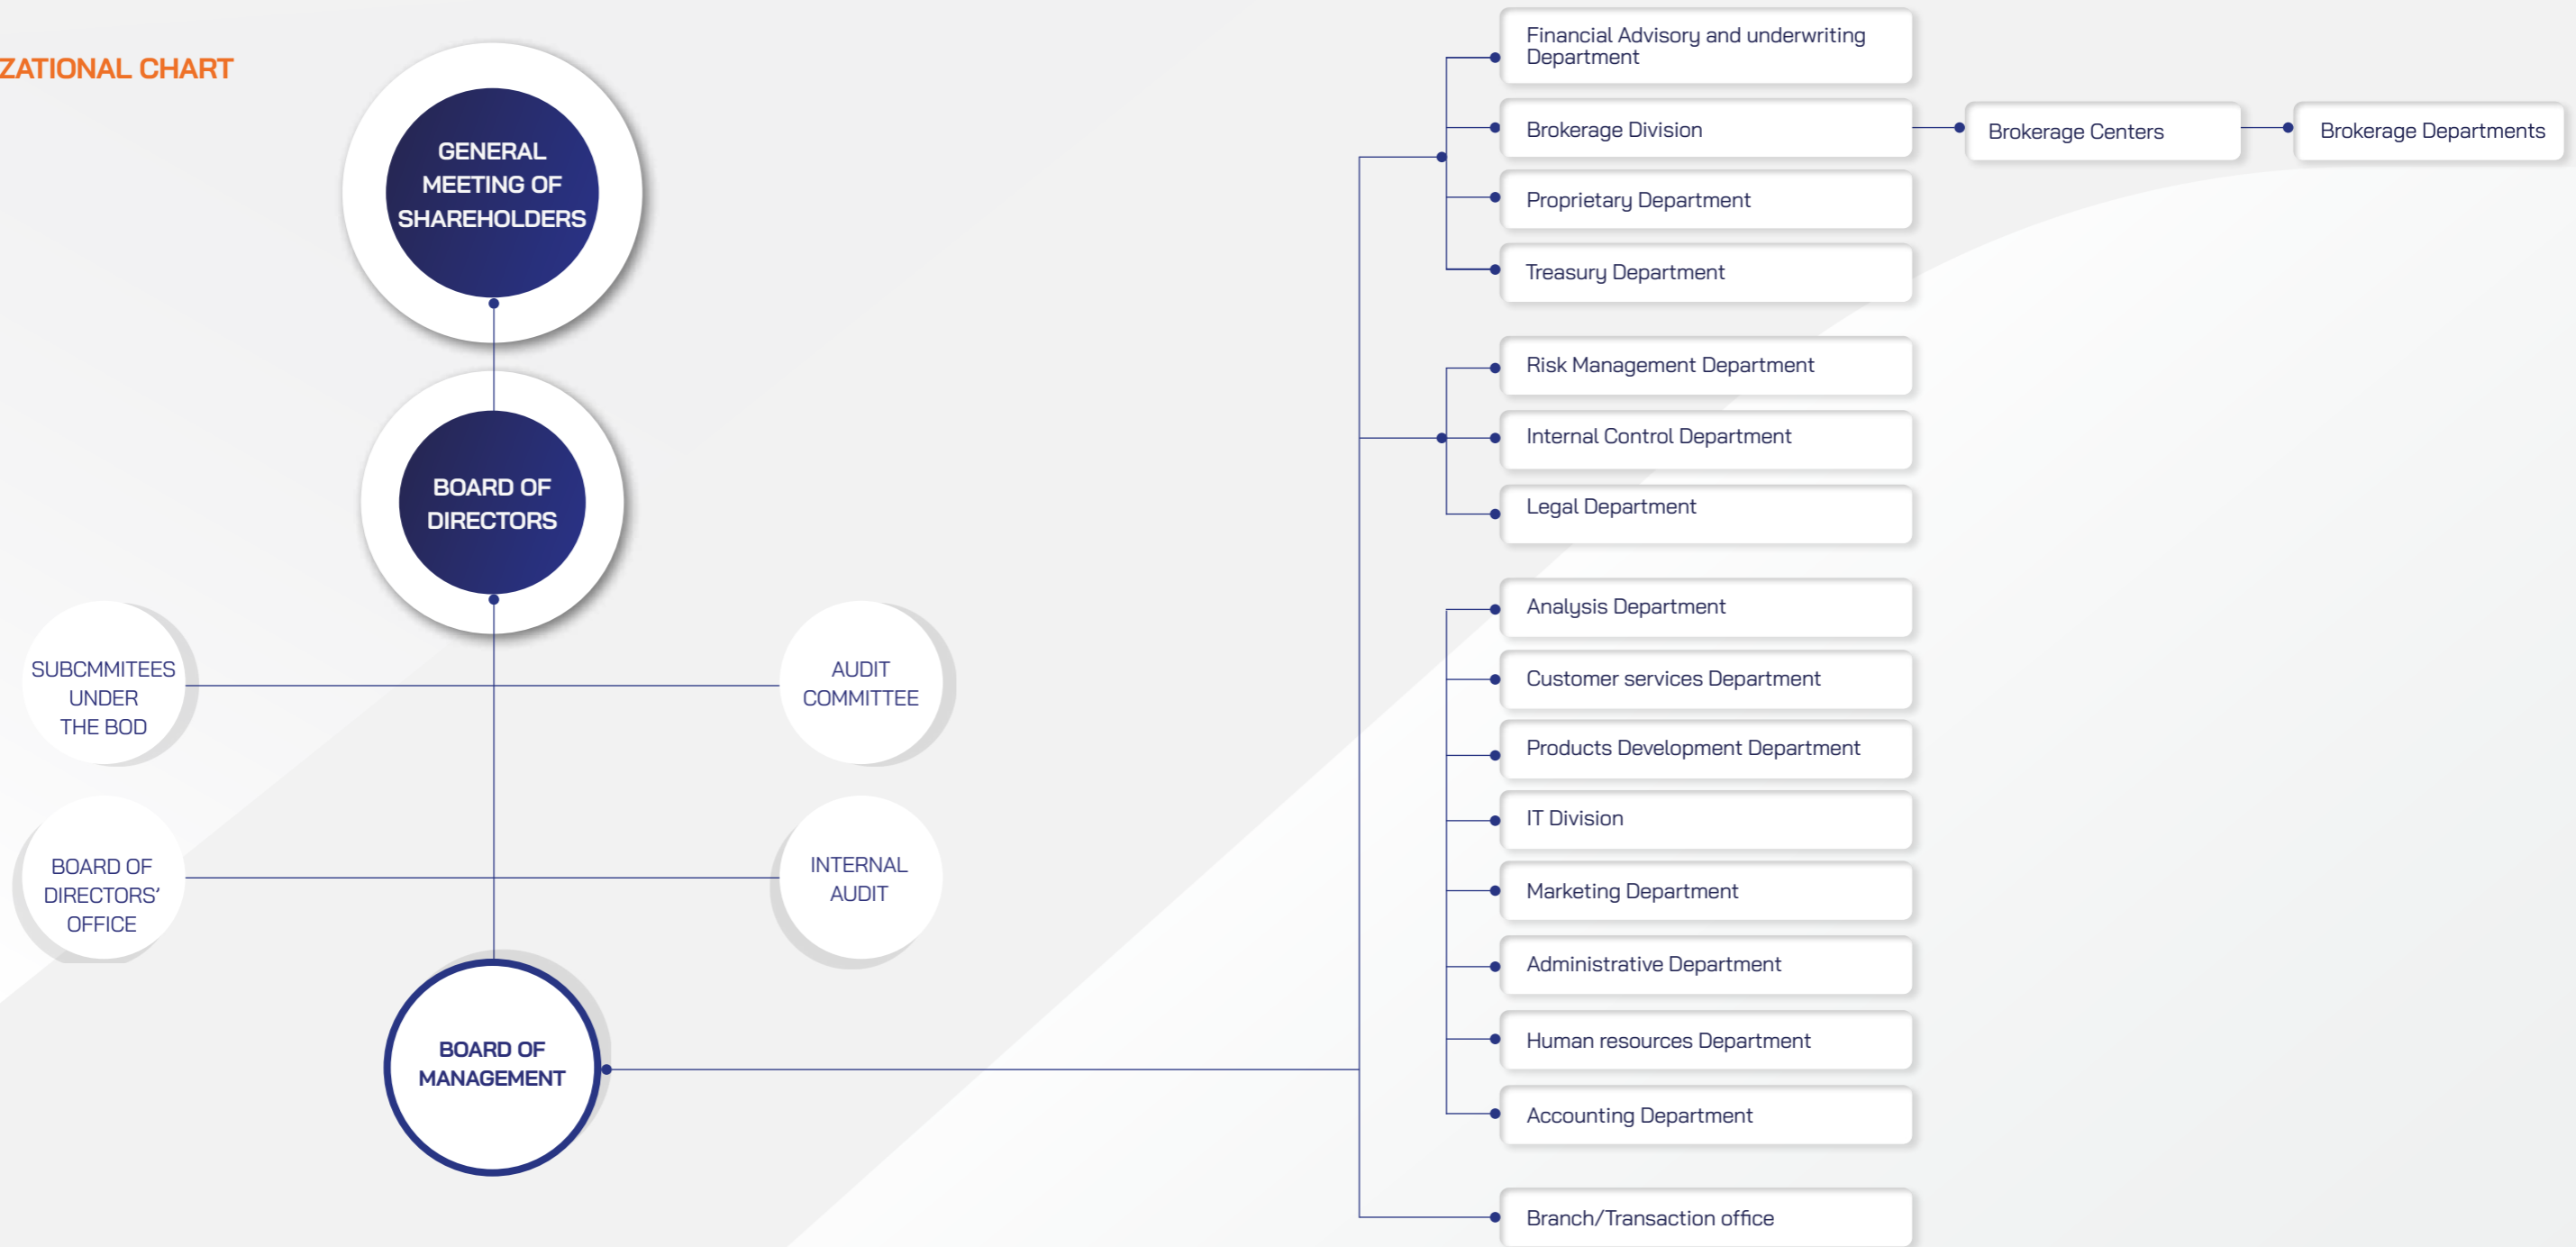 ZATIONAL CHART
GENERAL
MEETING OF
SHAREHOLDERS
BOARD OF
DIRECTORS
SUBCMMITEES
UNDER
THE BOD
AUDIT
COMMITTEE
BOARD OF
DIRECTORS’
OFFICE
INTERNAL
AUDIT
BOARD OF
MANAGEMENT
Financial Advisory and underwriting
Department
Brokerage Division
Brokerage Centers
Brokerage Departments
Proprietary Department
Treasury Department
Risk Management Department
Internal Control Department
Legal Department
Analysis Department
Customer services Department
Products Development Department
IT Division
Marketing Department
Administrative Department
Human resources Department
Accounting Department
Branch/Transaction office